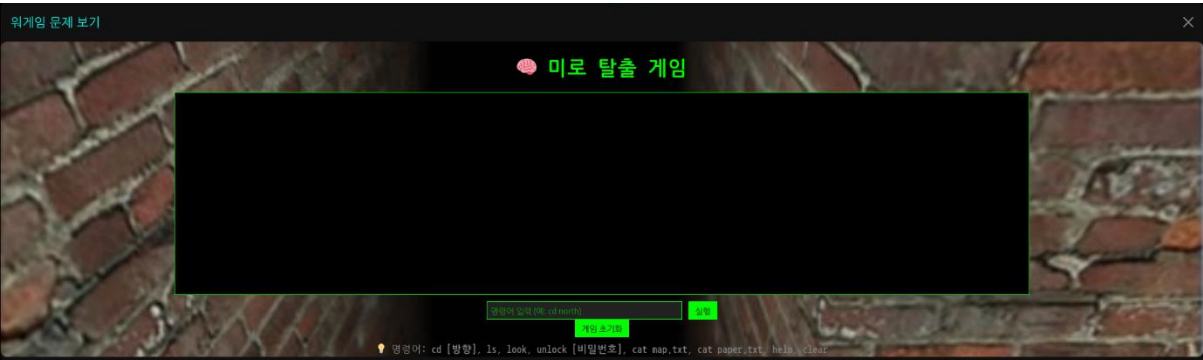 워게임 문제 보기
🧠 미로 탈출 게임
명령어 입력 (예: cd north) 실행
게임 초기화
💡 명령어: cd [방향], ls, look, unlock [비밀번호], cat map,txt, cat paper,txt, help, clear